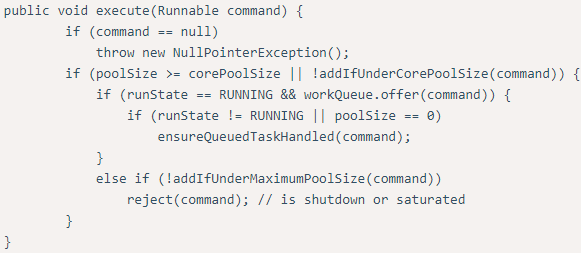 public void execute(Runnable command) {
        if (command == null)
            throw new NullPointerException();
        if (poolSize >= corePoolSize || !addIfUnderCorePoolSize(command)) {
            if (runState == RUNNING && workQueue.offer(command)) {
                if (runState != RUNNING || poolSize == 0)
                    ensureQueuedTaskHandled(command);
            }
            else if (!addIfUnderMaximumPoolSize(command))
                reject(command); // is shutdown or saturated
        }
}